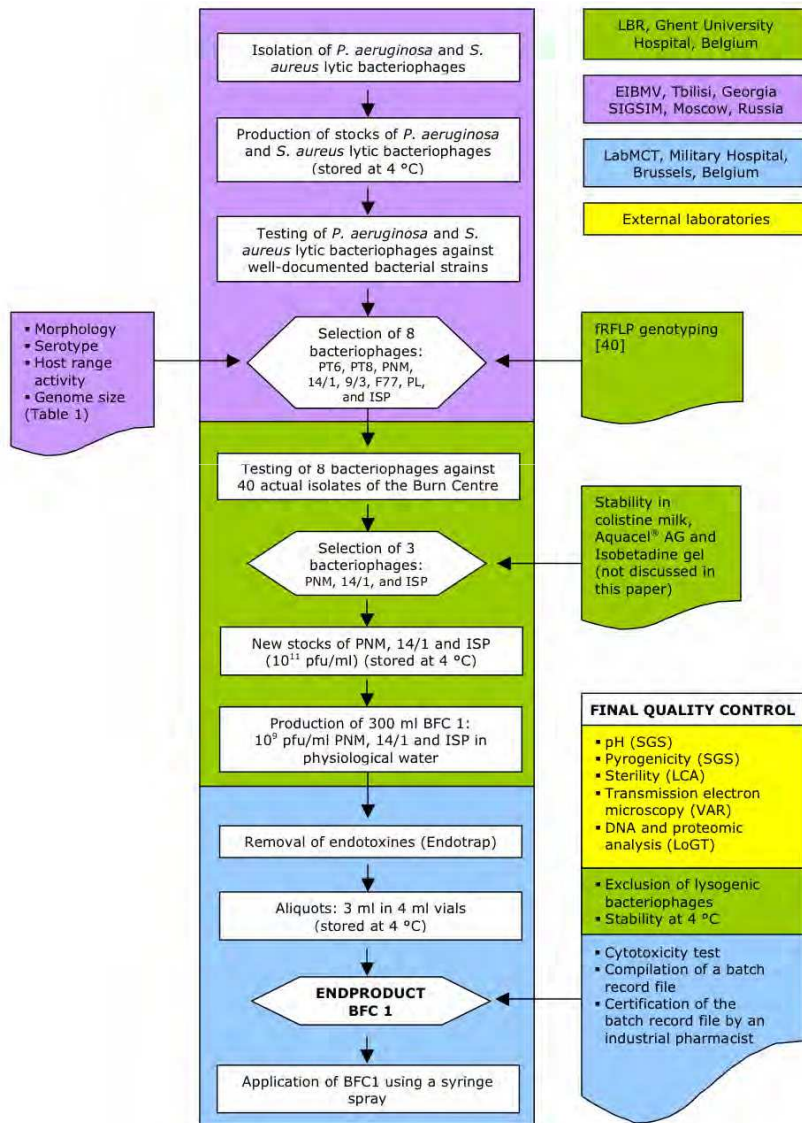 Isolation of P. aeruginosa and S.
aureus lytic bacteriophages
Production of stocks of P. aeruginosa
and S. aureus lytic bacteriophages
(stored at 4 °C)
Testing of P. aeruginosa and S.
aureus lytic bacteriophages against
well-documented bacterial strains
Selection of 8
bacteriophages:
PT6, PT8, PNM,
14/1, 9/3, F77, PL,
and ISP
▪ Morphology
▪ Serotype
▪ Host range
activity
▪ Genome size
(Table 1)
LBR, Ghent University
Hospital, Belgium
EIBMV, Tbilisi, Georgia
SIGSIM, Moscow, Russia
LabMCT, Military Hospital,
Brussels, Belgium
External laboratories
fRFLP genotyping
[40]
Testing of 8 bacteriophages against
40 actual isolates of the Burn Centre
Selection of 3
bacteriophages:
PNM, 14/1, and ISP
Stability in
colistine milk,
Aquacel® AG and
Isobetadine gel
(not discussed in
this paper)
New stocks of PNM, 14/1 and ISP
(10¹¹ pfu/ml) (stored at 4 °C)
Production of 300 ml BFC 1:
10⁹ pfu/ml PNM, 14/1 and ISP in
physiological water
Removal of endotoxines (Endotrap)
Aliquots: 3 ml in 4 ml vials
(stored at 4 °C)
ENDPRODUCT
BFC 1
Application of BFC1 using a syringe
spray
FINAL QUALITY CONTROL
▪ pH (SGS)
▪ Pyrogenicity (SGS)
▪ Sterility (LCA)
▪ Transmission electron
microscopy (VAR)
▪ DNA and proteomic
analysis (LoGT)
▪ Exclusion of lysogenic
bacteriophages
▪ Stability at 4 °C
▪ Cytotoxicity test
▪ Compilation of a batch
record file
▪ Certification of the
batch record file by an
industrial pharmacist